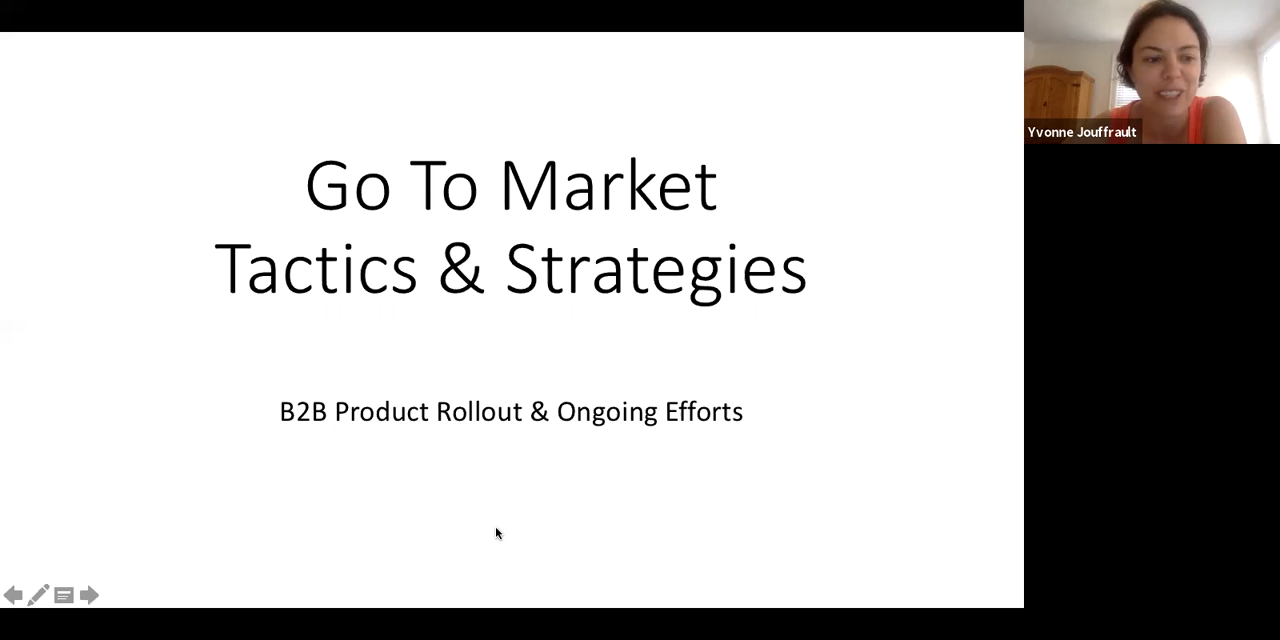 Go To Market
Tactics & Strategies
B2B Product Rollout & Ongoing Efforts
Yvonne Jouffrault